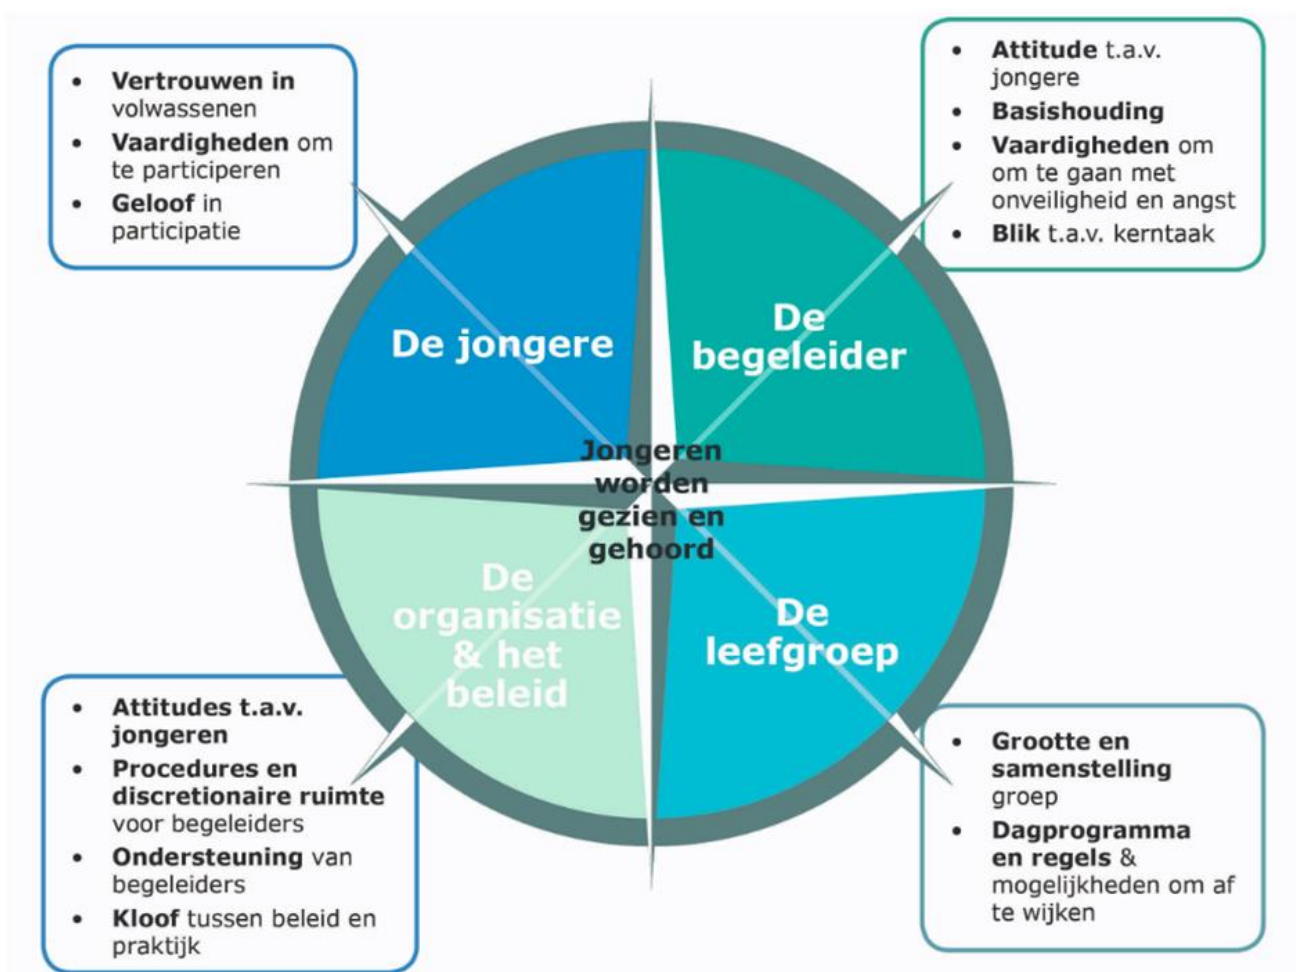 • Vertrouwen in
volwassenen
• Vaardigheden om
te participeren
• Geloof in
participatie
• Attitude t.a.v.
jongere
• Basishouding
• Vaardigheden om
om te gaan met
onveiligheid en angst
• Blik t.a.v. kerntaak
De jongere
De
begeleider
Jongeren
worden
gezien en
gehoord
De
organisatie
& het
beleid
De
leefgroep
• Attitudes t.a.v.
jongeren
• Procedures en
discretionaire ruimte
voor begeleiders
• Ondersteuning van
begeleiders
• Kloof tussen beleid en
praktijk
• Grootte en
samenstelling
groep
• Dagprogramma
en regels &
mogelijkheden om af
te wijken